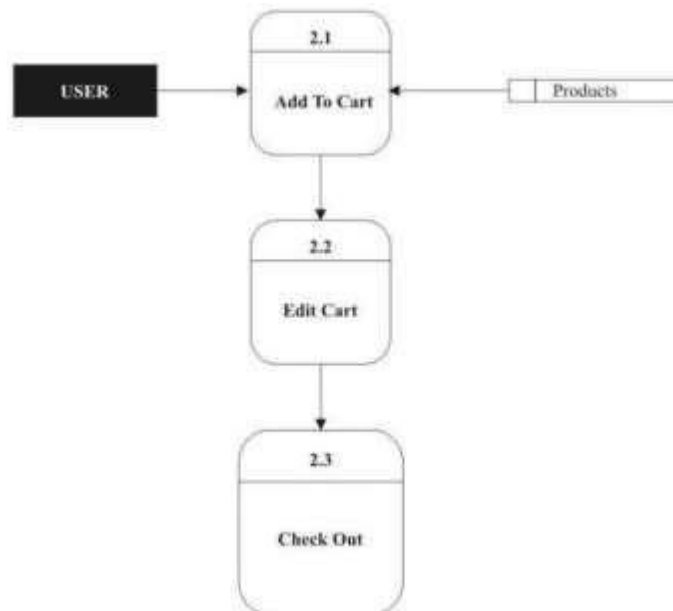 2.1
USER
Add To Cart
Products
2.2
Edit Cart
2.3
Check Out